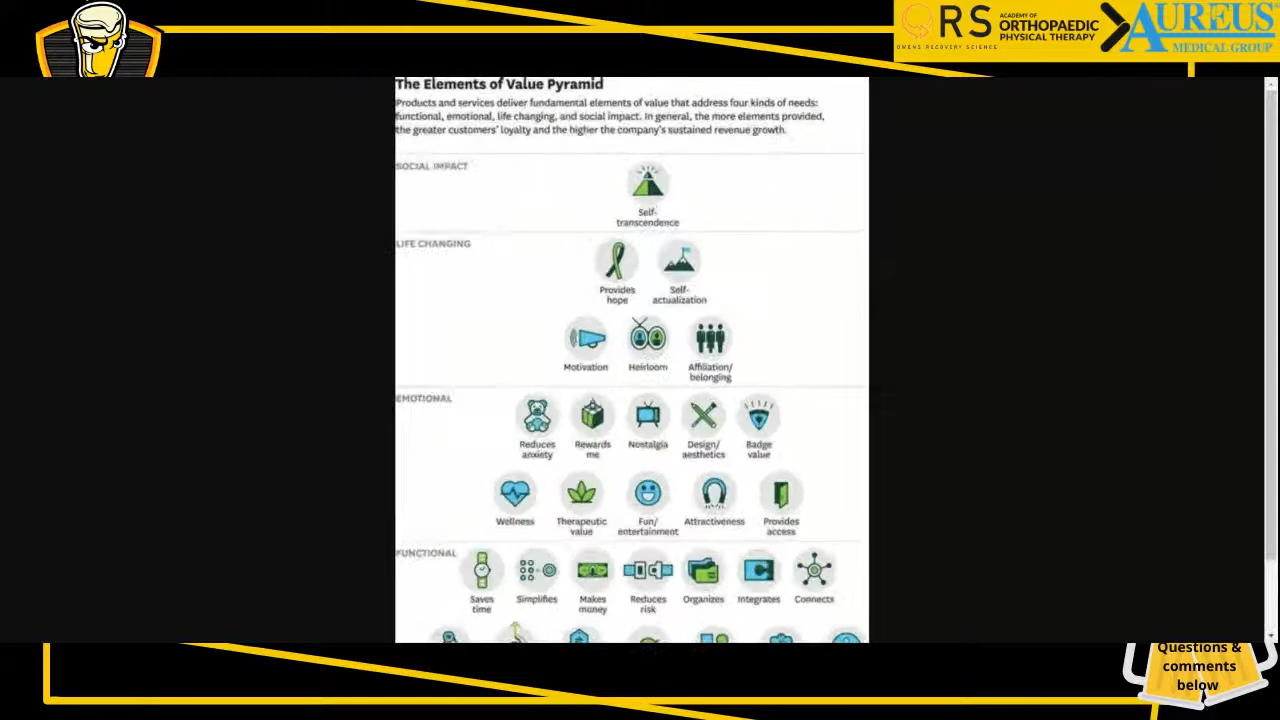 RS
OWENS RECOVERY SCIENCE
ACADEMY OF
ORTHOPAEDIC
PHYSICAL THERAPY
AUREUS
MEDICAL GROUP
The Elements of Value Pyramid
Products and services deliver fundamental elements of value that address four kinds of needs:
functional, emotional, life changing, and social impact. In general, the more elements provided,
the greater customers' loyalty and the higher the company's sustained revenue growth.
SOCIAL IMPACT
Self-
transcendence
LIFE CHANGING
Provides
hope
Self-
actualization
Motivation
Heirloom
Affiliation/
belonging
EMOTIONAL
Reduces
anxiety
Rewards
me
Nostalgia
Design/
aesthetics
Badge
value
Wellness
Therapeutic
value
Fun/
entertainment
Attractiveness
Provides
access
FUNCTIONAL
Saves
time
Simplifies
Makes
money
Reduces
risk
Organizes
Integrates
Connects
Questions &
comments
below